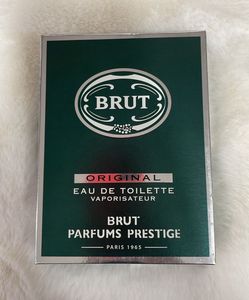 BRUT
ORIGINAL
EAU DE TOILETTE
VAPORISATEUR
BRUT
PARFUMS PRESTIGE
PARIS 1965